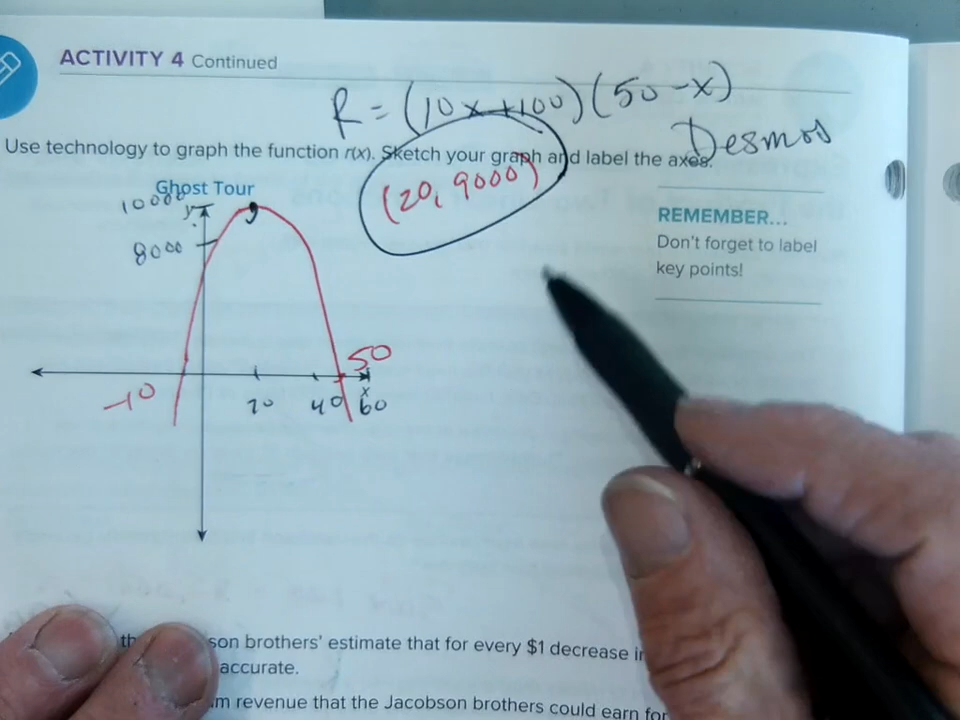 ACTIVITY 4 Continued
R = (10x+100)(50-x)
Desmos
Use technology to graph the function r(x). Sketch your graph and label the axes.
(20, 9000)
Ghost Tour
10000
y
8000
REMEMBER...
Don't forget to label
key points!
50
x
-10
20 40 60
son brothers' estimate that for every $1 decrease
accurate.
revenue that the Jacobson brothers could earn for